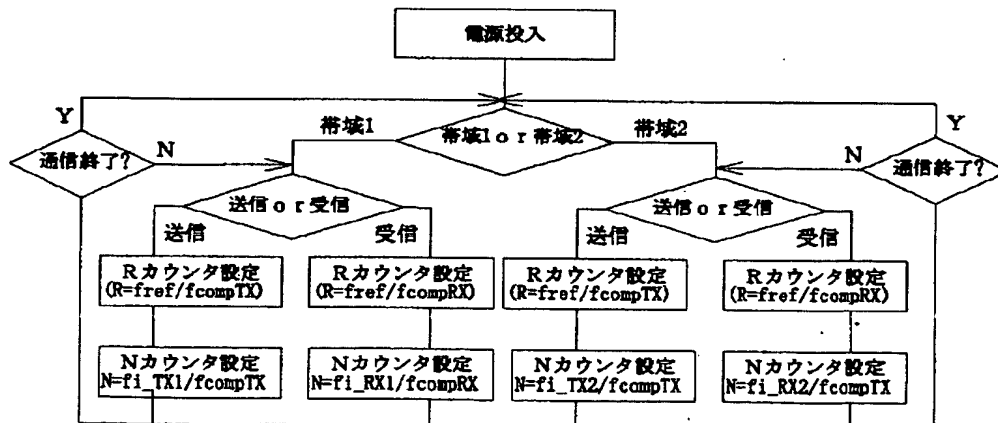 電源投入
Y
帯域1
帯域1or帯域2
帯域2
Y
通信終了?
N
N
通信終了?
送信or受信
送信or受信
送信
受信
送信
受信
Rカウンタ設定
(R=fref/fcompTX)
Rカウンタ設定
(R=fref/fcompRX)
Rカウンタ設定
(R=fref/fcompTX)
Rカウンタ設定
(R=fref/fcompRX)
Nカウンタ設定
N=fi_TX1/fcompTX
Nカウンタ設定
N=fi_RX1/fcompRX
Nカウンタ設定
N=fi_TX2/fcompTX
Nカウンタ設定
N=fi_RX2/fcompTX